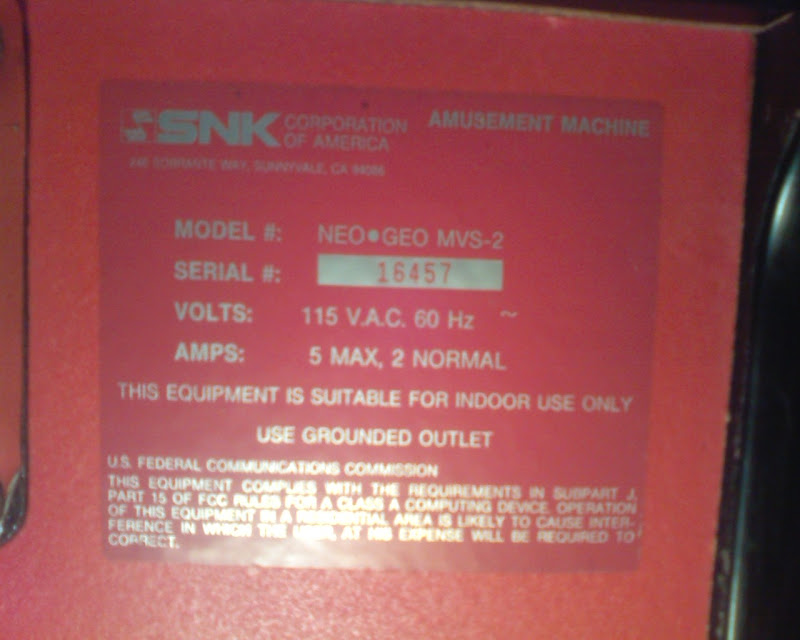 SNK CORPORATION OF AMERICA
AMUSEMENT MACHINE
246 SOBRANTE WAY, SUNNYVALE, CA 94086
MODEL #: NEO•GEO MVS-2
SERIAL #: 16457
VOLTS: 115 V.A.C. 60 Hz ~
AMPS: 5 MAX, 2 NORMAL
THIS EQUIPMENT IS SUITABLE FOR INDOOR USE ONLY
USE GROUNDED OUTLET
U.S. FEDERAL COMMUNICATIONS COMMISSION
THIS EQUIPMENT COMPLIES WITH THE REQUIREMENTS IN SUBPART J,
PART 15 OF FCC RULES FOR A CLASS A COMPUTING DEVICE. OPERATION
OF THIS EQUIPMENT IN A RESIDENTIAL AREA IS LIKELY TO CAUSE INTER-
FERENCE IN WHICH THE USER, AT HIS EXPENSE WILL BE REQUIRED TO
CORRECT.